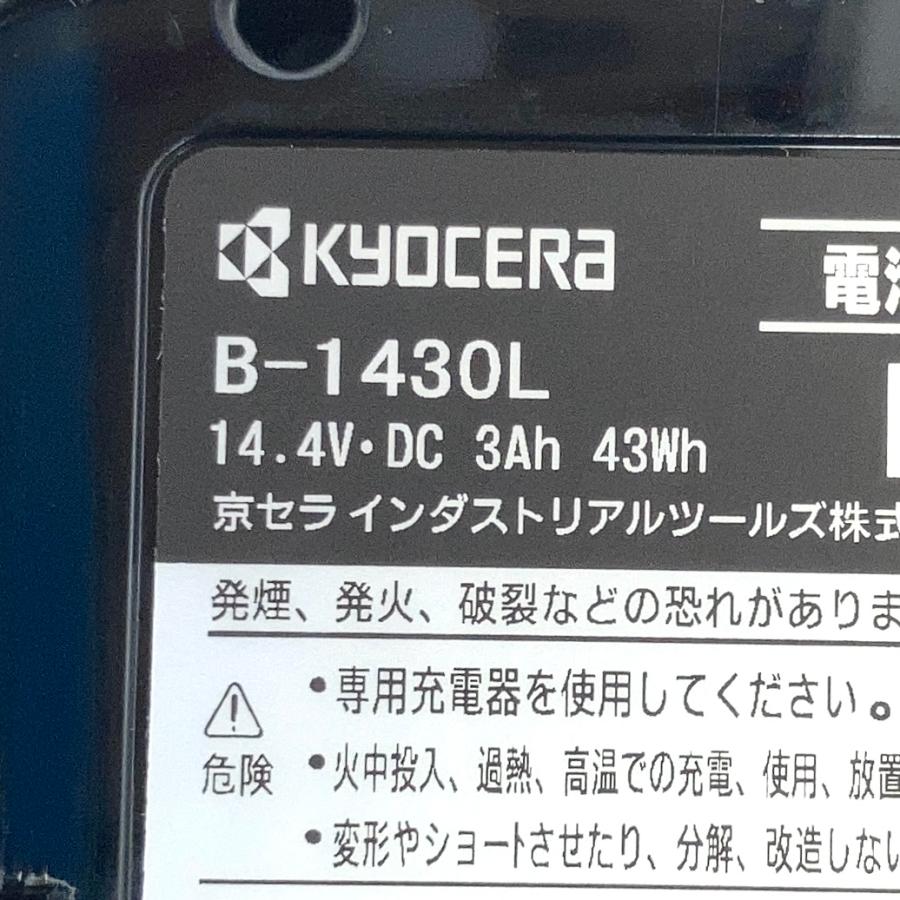 KYOCERA
電
B-1430L
14.4V・DC 3Ah 43Wh
京セラ インダストリアルツールズ株式
発煙、発火、破裂などの恐れがありま
・専用充電器を使用してください。
危険
・火中投入、過熱、高温での充電、使用、放置
・変形やショートさせたり、分解、改造しない